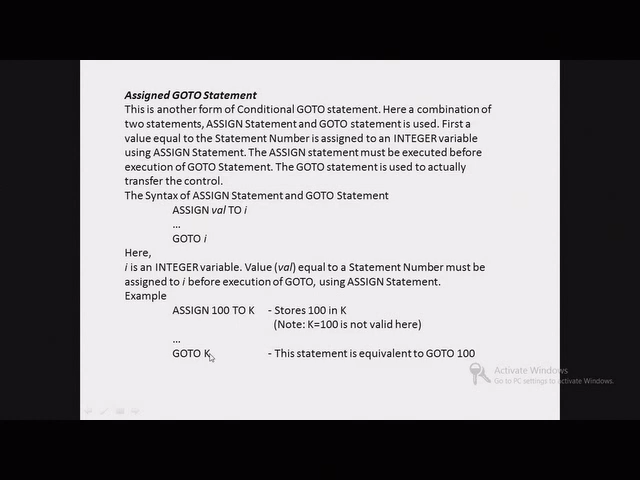 Assigned GOTO Statement
This is another form of Conditional GOTO statement. Here a combination of
two statements, ASSIGN Statement and GOTO statement is used. First a
value equal to the Statement Number is assigned to an INTEGER variable
using ASSIGN Statement. The ASSIGN statement must be executed before
execution of GOTO Statement. The GOTO statement is used to actually
transfer the control.
The Syntax of ASSIGN Statement and GOTO Statement
ASSIGN val TO i
...
GOTO i
Here,
i is an INTEGER variable. Value (val) equal to a Statement Number must be
assigned to i before execution of GOTO, using ASSIGN Statement.
Example
ASSIGN 100 TO K - Stores 100 in K
(Note: K=100 is not valid here)
...
GOTO K - This statement is equivalent to GOTO 100
Activate Windows
Go to PC settings to activate Windows.